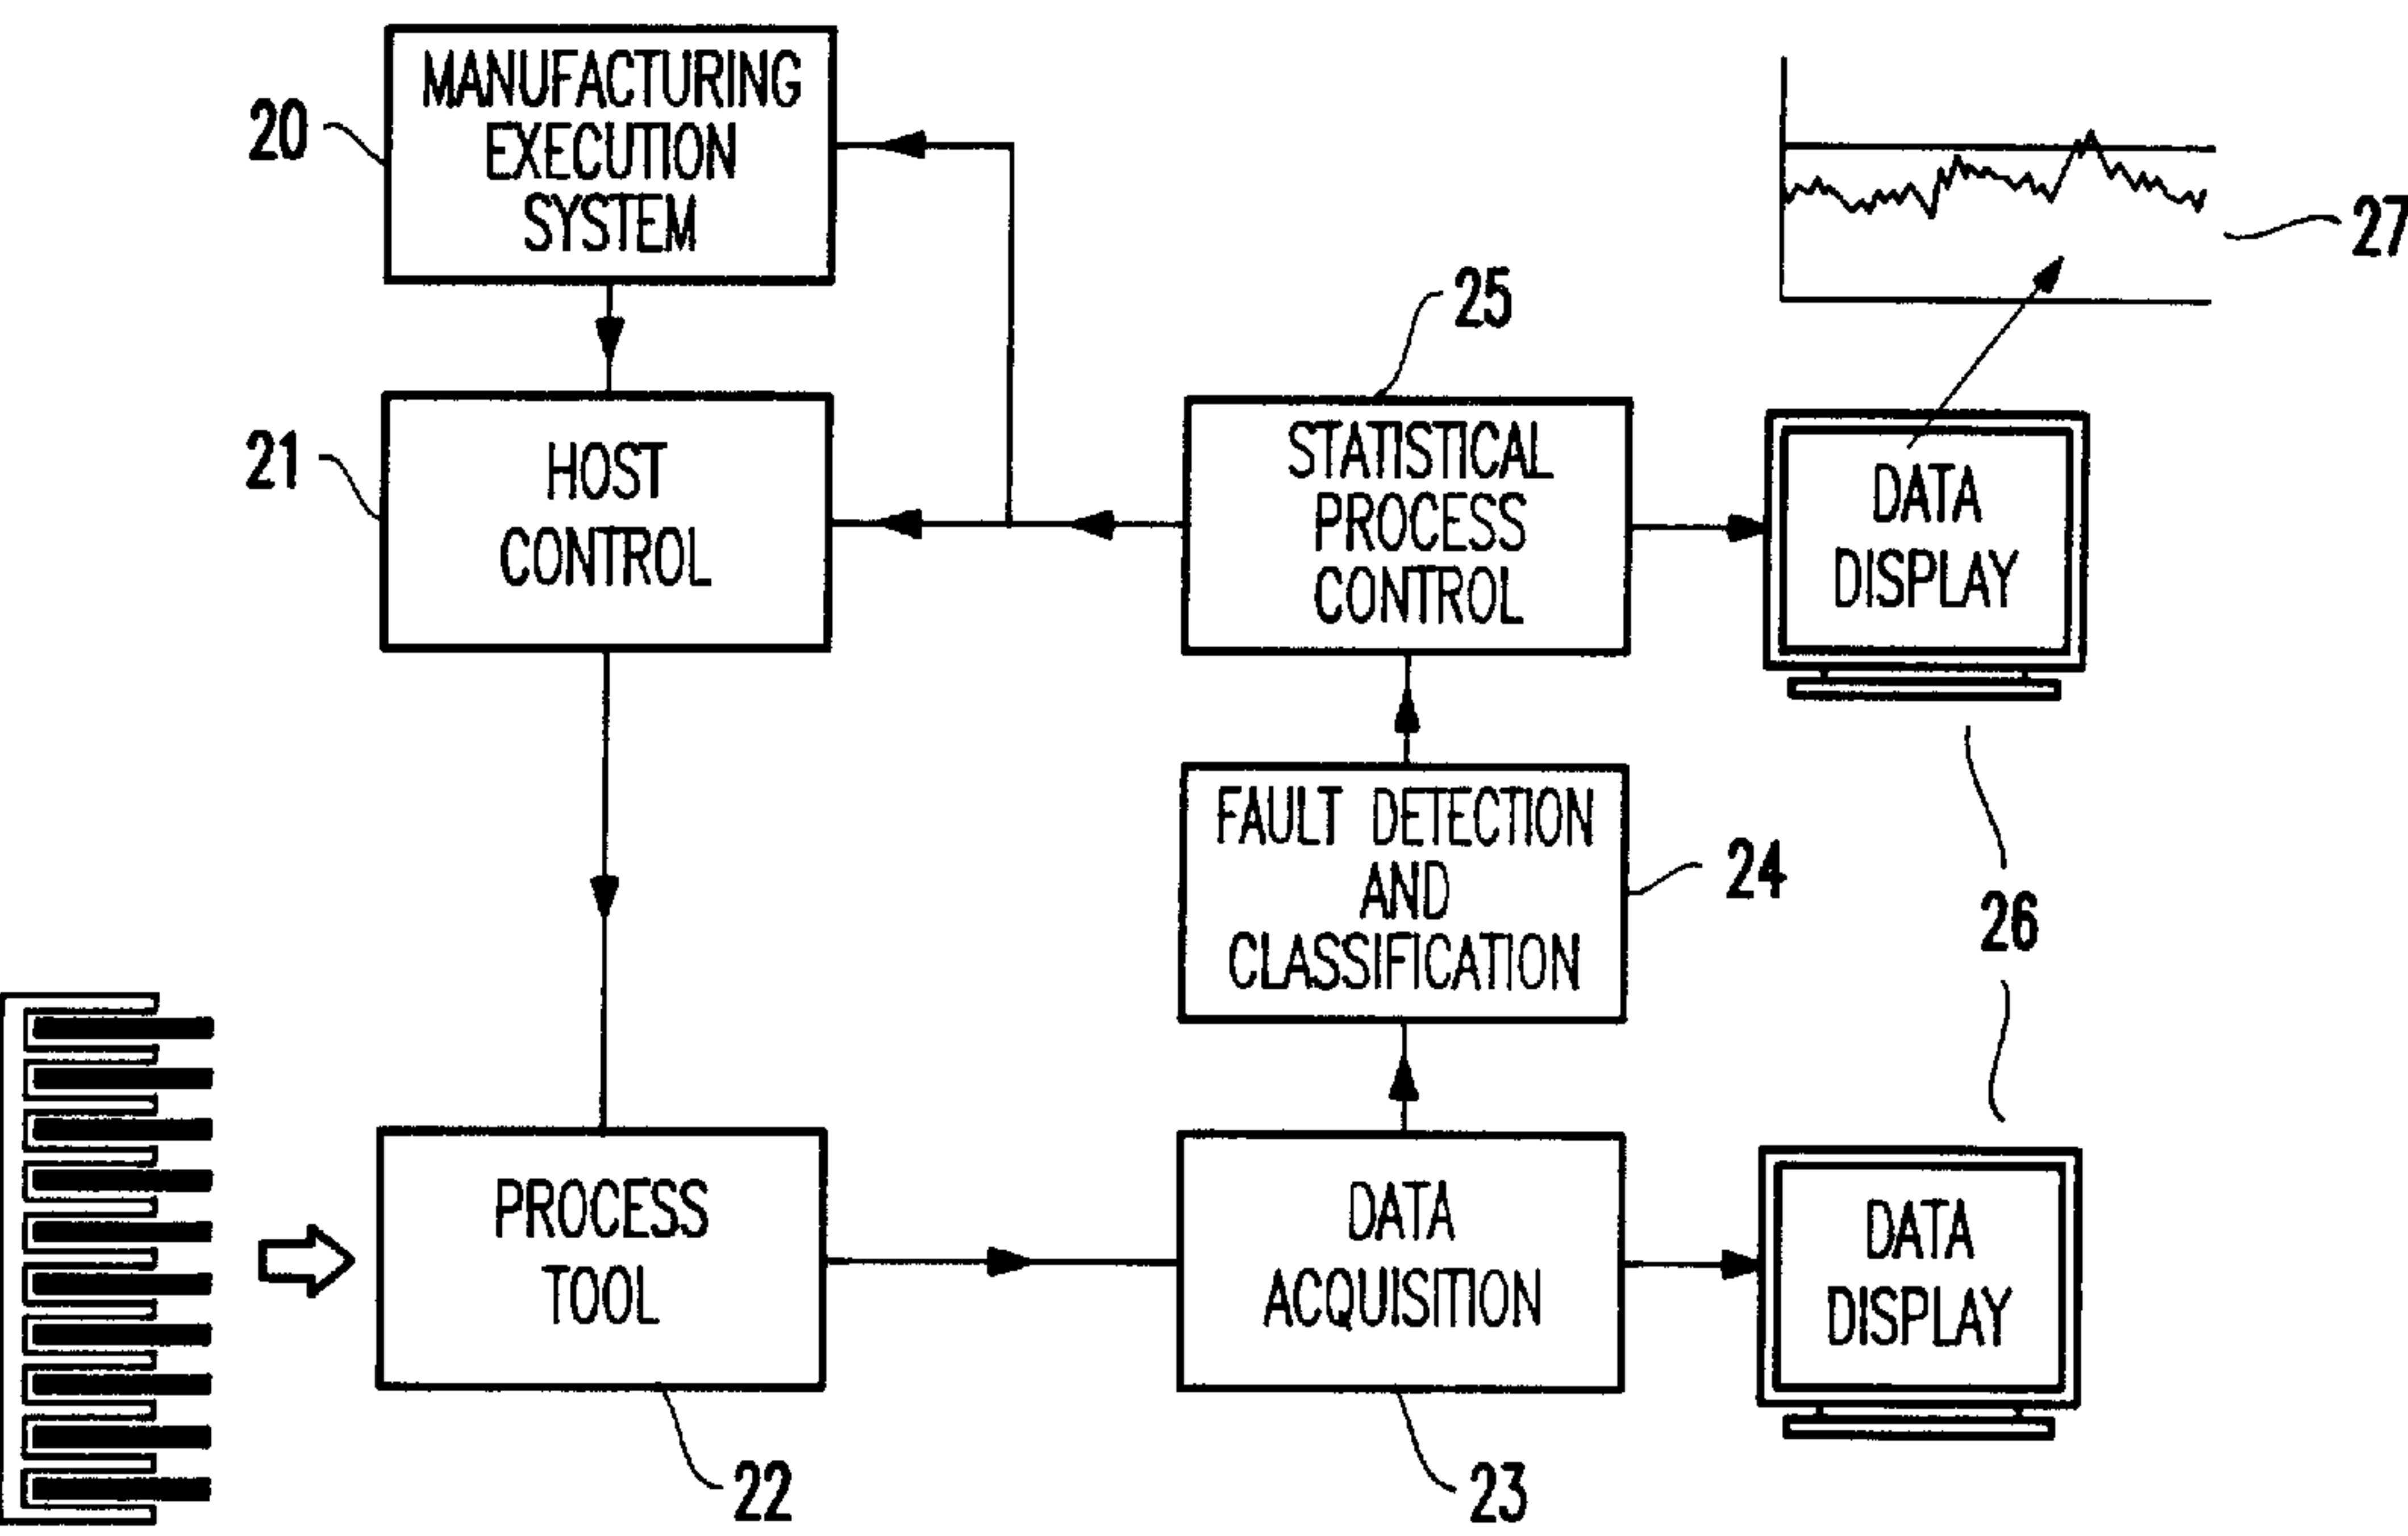 MANUFACTURING
EXECUTION
SYSTEM
20
27
25
HOST
CONTROL
21
STATISTICAL
PROCESS
CONTROL
DATA
DISPLAY
FAULT DETECTION
AND
CLASSIFICATION
24
26
PROCESS
TOOL
22
DATA
ACQUISITION
23
DATA
DISPLAY